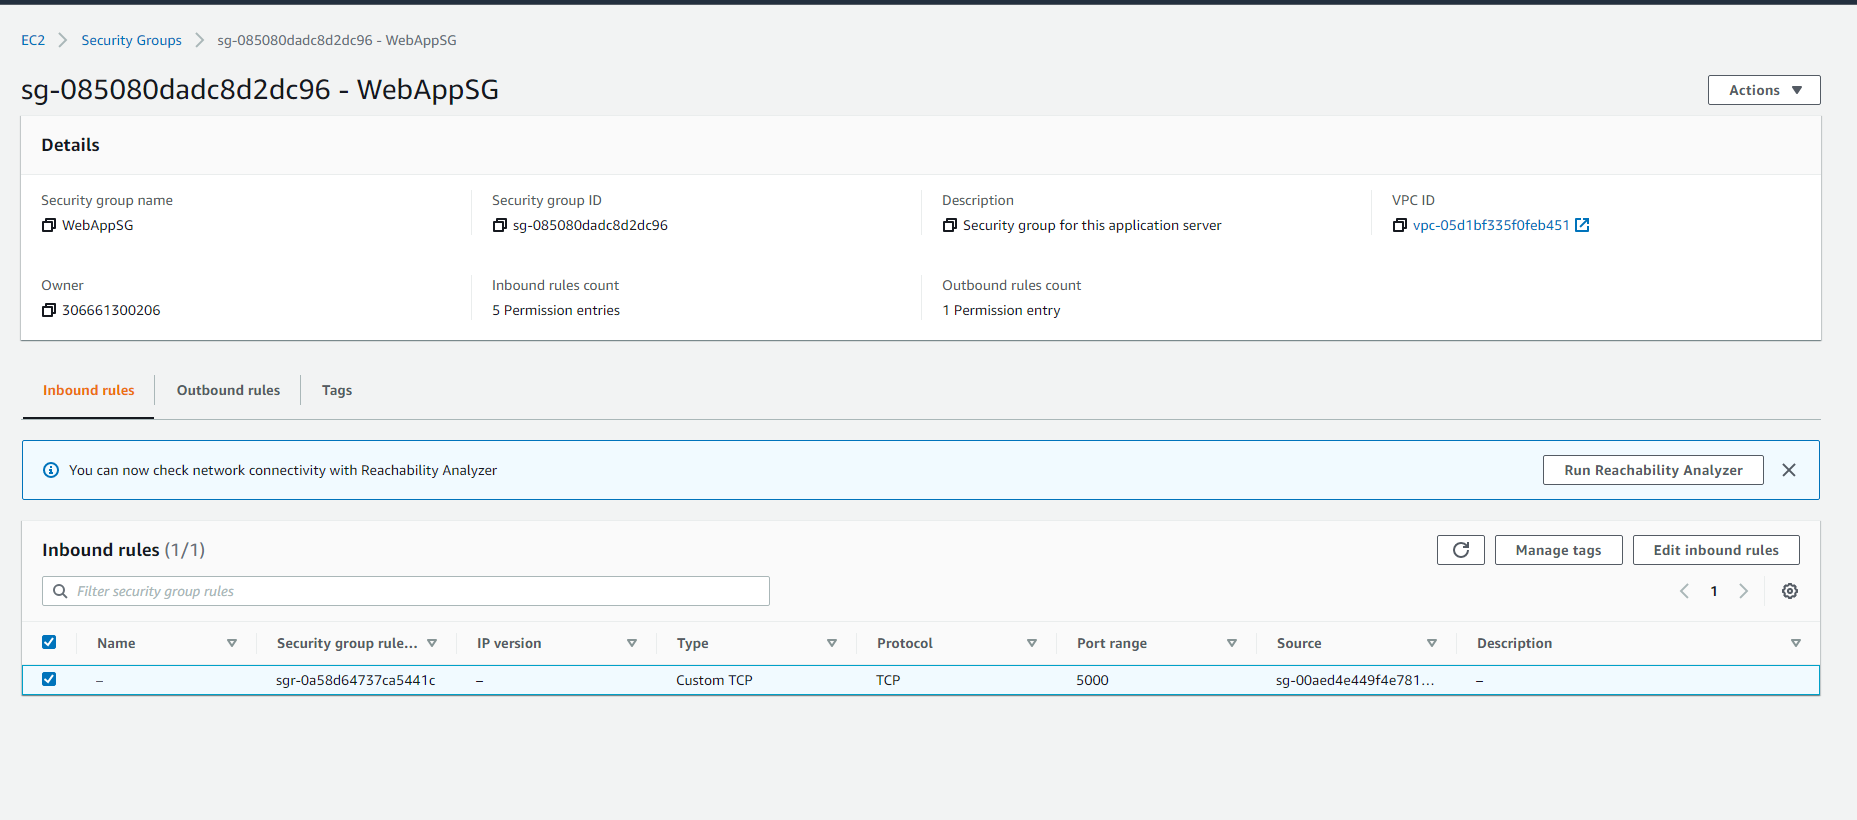 EC2 > Security Groups > sg-085080dadc8d2dc96 - WebAppSG
sg-085080dadc8d2dc96 - WebAppSG
Actions
Details
Security group name
WebAppSG
Security group ID
sg-085080dadc8d2dc96
Description
Security group for this application server
VPC ID
vpc-05d1bf335f0feb451
Owner
306661300206
Inbound rules count
5 Permission entries
Outbound rules count
1 Permission entry
Inbound rules Outbound rules Tags
You can now check network connectivity with Reachability Analyzer
Run Reachability Analyzer
Inbound rules (1/1)
Manage tags Edit inbound rules
Filter security group rules
1
Name Security group rule... IP version Type Protocol Port range Source Description
– sgr-0a58d64737ca5441c – Custom TCP TCP 5000 sg-00aed4e449f4e781... –